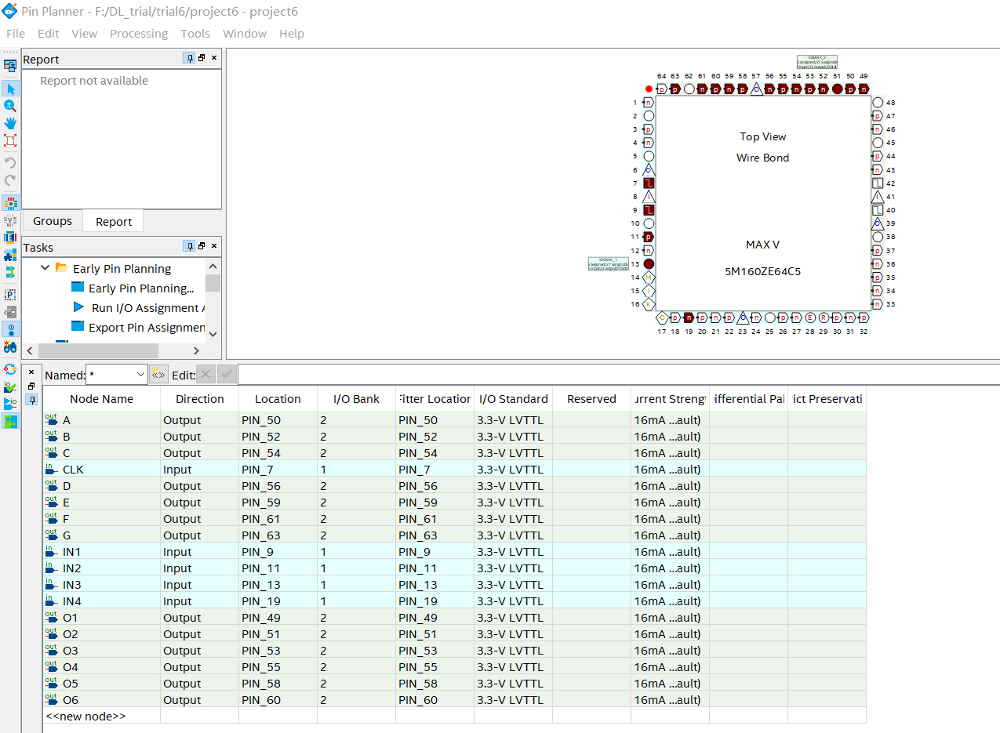 Pin Planner - F:/DL_trial/trial6/project6 - project6
File Edit View Processing Tools Window Help
Report
Report not available
Groups Report
Tasks
Early Pin Planning
Early Pin Planning...
Run I/O Assignment A
Export Pin Assignmen
IOBANK_2
64 63 62 61 60 59 58 57 56 55 54 53 52 51 50 49
p p n p n p O n p n p n p n
1 n
2
3 p
4 n
5
6 O
7
8 I
9
10
11 p
12 n
IOBANK_1
13
14 M
15 I
16 K
Top View
Wire Bond
MAX V
5M160ZE64C5
48
p 47
n 46
45
p 44
n 43
42
I 41
40
O 39
38
p 37
n 36
p 35
n 34
n 33
O p n p n p O n p n E R p n p
17 18 19 20 21 22 23 24 25 26 27 28 29 30 31 32
Named: * «» Edit:
Node Name Direction Location I/O Bank Fitter Location I/O Standard Reserved urrent Strengt ifferential Pai ict Preservati
out A Output PIN_50 2 PIN_50 3.3-V LVTTL 16mA ...ault)
out B Output PIN_52 2 PIN_52 3.3-V LVTTL 16mA ...ault)
out C Output PIN_54 2 PIN_54 3.3-V LVTTL 16mA ...ault)
in CLK Input PIN_7 1 PIN_7 3.3-V LVTTL 16mA ...ault)
out D Output PIN_56 2 PIN_56 3.3-V LVTTL 16mA ...ault)
out E Output PIN_59 2 PIN_59 3.3-V LVTTL 16mA ...ault)
out F Output PIN_61 2 PIN_61 3.3-V LVTTL 16mA ...ault)
out G Output PIN_63 2 PIN_63 3.3-V LVTTL 16mA ...ault)
in IN1 Input PIN_9 1 PIN_9 3.3-V LVTTL 16mA ...ault)
in IN2 Input PIN_11 1 PIN_11 3.3-V LVTTL 16mA ...ault)
in IN3 Input PIN_13 1 PIN_13 3.3-V LVTTL 16mA ...ault)
in IN4 Input PIN_19 1 PIN_19 3.3-V LVTTL 16mA ...ault)
out O1 Output PIN_49 2 PIN_49 3.3-V LVTTL 16mA ...ault)
out O2 Output PIN_51 2 PIN_51 3.3-V LVTTL 16mA ...ault)
out O3 Output PIN_53 2 PIN_53 3.3-V LVTTL 16mA ...ault)
out O4 Output PIN_55 2 PIN_55 3.3-V LVTTL 16mA ...ault)
out O5 Output PIN_58 2 PIN_58 3.3-V LVTTL 16mA ...ault)
out O6 Output PIN_60 2 PIN_60 3.3-V LVTTL 16mA ...ault)
<<new node>>